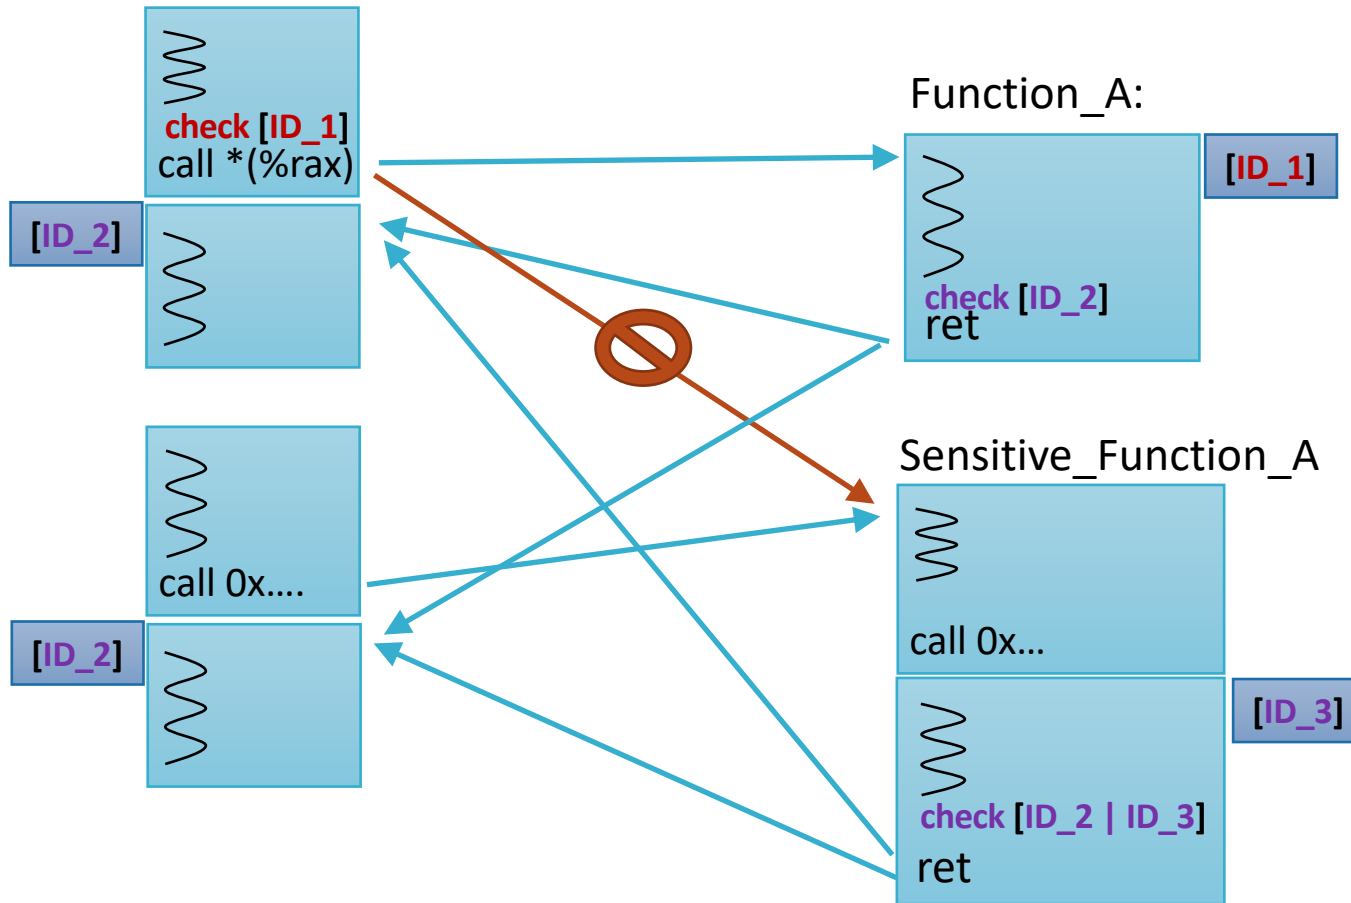 check [ID_1]
call *(%rax)
[ID_2]
call 0x....
[ID_2]
Function_A:
[ID_1]
check [ID_2]
ret
Sensitive_Function_A
call 0x...
[ID_3]
check [ID_2 | ID_3]
ret